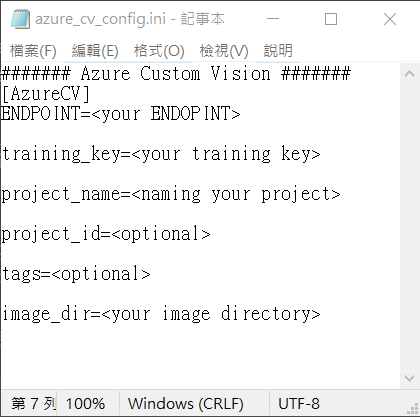 azure_cv_config.ini - 記事本
檔案(F) 編輯(E) 格式(O) 檢視(V) 說明
####### Azure Custom Vision #######
[AzureCV]
ENDPOINT=<your ENDOPINT>
training_key=<your training key>
project_name=<naming your project>
project_id=<optional>
tags=<optional>
image_dir=<your image directory>
第 7 列 100% Windows (CRLF) UTF-8